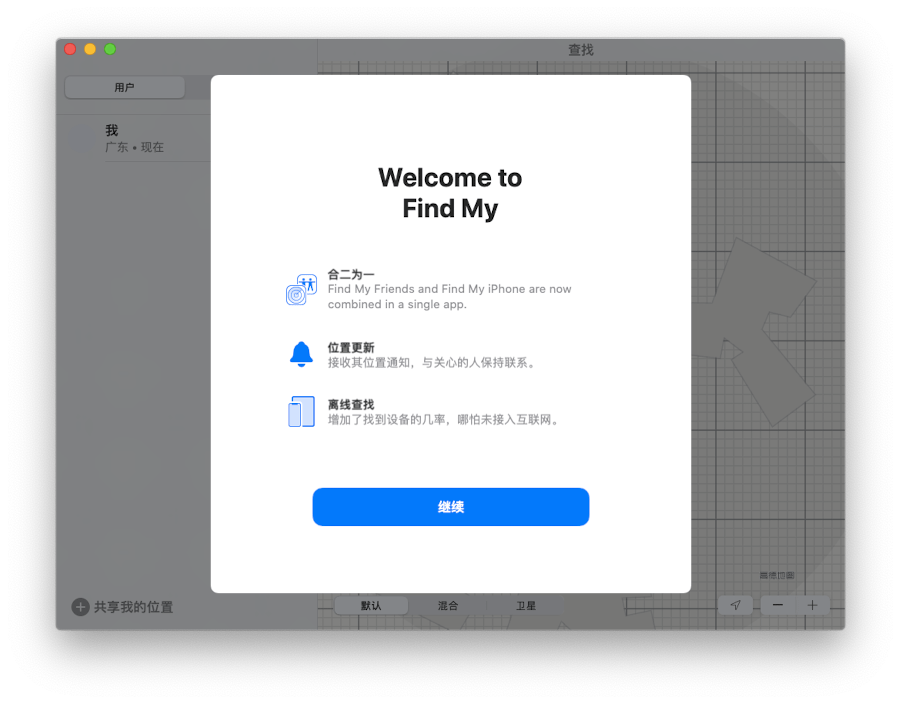 查找
用户
我
广东 • 现在
Welcome to
Find My
合二为一
Find My Friends and Find My iPhone are now
combined in a single app.
位置更新
接收其位置通知，与关心的人保持联系。
离线查找
增加了找到设备的几率，哪怕未接入互联网。
继续
高德地图
共享我的位置
默认
混合
卫星